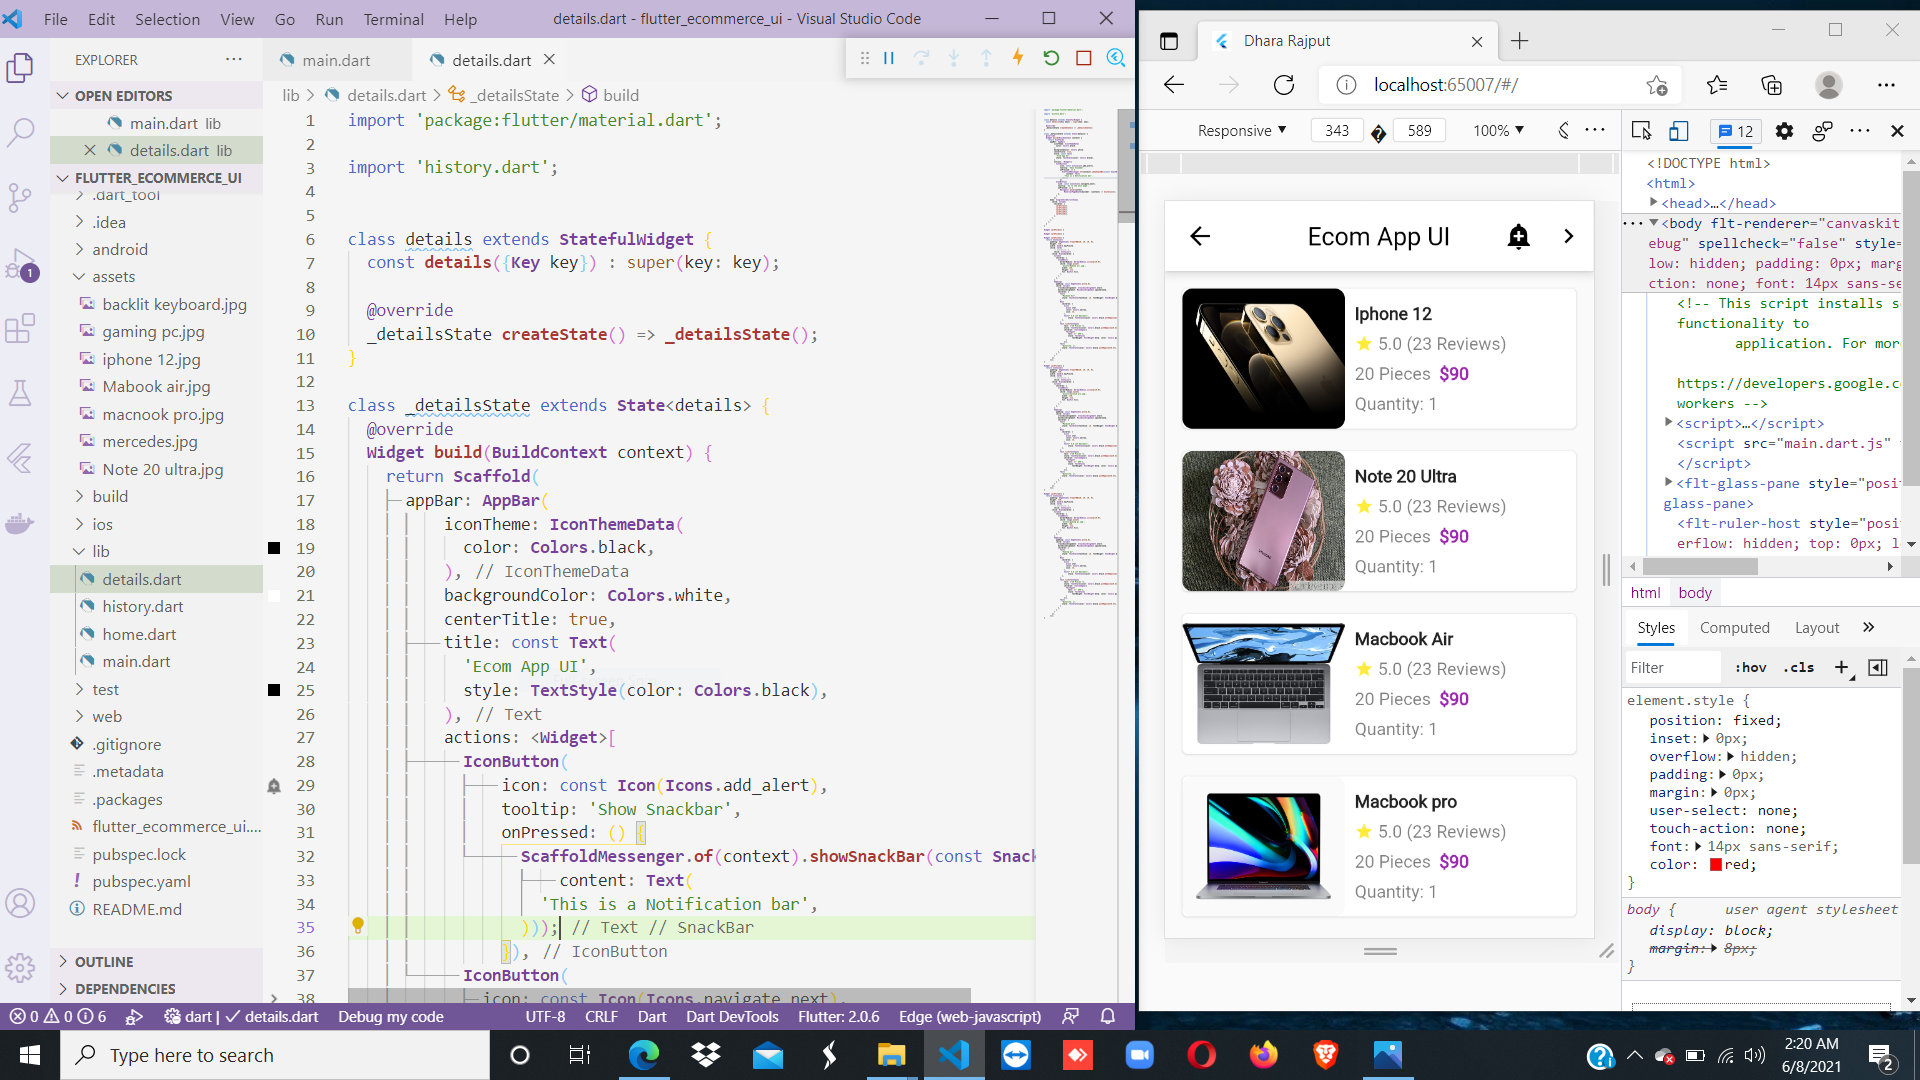 File Edit Selection View Go Run Terminal Help
details.dart - flutter_ecommerce_ui - Visual Studio Code
EXPLORER
OPEN EDITORS
main.dart lib
details.dart lib
FLUTTER_ECOMMERCE_UI
.dart_tool
.idea
android
assets
backlit keyboard.jpg
gaming pc.jpg
iphone 12.jpg
Mabook air.jpg
macnook pro.jpg
mercedes.jpg
Note 20 ultra.jpg
build
ios
lib
details.dart
history.dart
home.dart
main.dart
test
web
.gitignore
.metadata
.packages
flutter_ecommerce_ui....
pubspec.lock
pubspec.yaml
README.md
OUTLINE
DEPENDENCIES
1
main.dart
details.dart
lib > details.dart > _detailsState > build
1 import 'package:flutter/material.dart';
2
3 import 'history.dart';
4
5
6 class details extends StatefulWidget {
7 const details({Key key}) : super(key: key);
8
9 @override
10 _detailsState createState() => _detailsState();
11 }
12
13 class _detailsState extends State<details> {
14 @override
15 Widget build(BuildContext context) {
16 return Scaffold(
17 appBar: AppBar(
18 iconTheme: IconThemeData(
19 color: Colors.black,
20 ), // IconThemeData
21 backgroundColor: Colors.white,
22 centerTitle: true,
23 title: const Text(
24 'Ecom App UI',
25 style: TextStyle(color: Colors.black),
26 ), // Text
27 actions: <Widget>[
28 IconButton(
29 icon: const Icon(Icons.add_alert),
30 tooltip: 'Show Snackbar',
31 onPressed: () {
32 ScaffoldMessenger.of(context).showSnackBar(const Snack
33 content: Text(
34 'This is a Notification bar',
35 ))); // Text // SnackBar
36 }), // IconButton
37 IconButton(
38 icon: const Icon(Icons.navigate_next),
0 0 6 dart | details.dart Debug my code UTF-8 CRLF Dart Dart DevTools Flutter: 2.0.6 Edge (web-javascript)
Dhara Rajput
localhost:65007/#/
Responsive 343 589 100%
12
Ecom App UI
Iphone 12
5.0 (23 Reviews)
20 Pieces $90
Quantity: 1
Note 20 Ultra
5.0 (23 Reviews)
20 Pieces $90
Quantity: 1
Macbook Air
5.0 (23 Reviews)
20 Pieces $90
Quantity: 1
Macbook pro
5.0 (23 Reviews)
20 Pieces $90
Quantity: 1
<!DOCTYPE html>
<html>
<head>…</head>
<body flt-renderer="canvaskit
ebug" spellcheck="false" style=
low: hidden; padding: 0px; marg
ction: none; font: 14px sans-se
<!-- This script installs s
functionality to
application. For mor
https://developers.google.c
workers -->
<script>…</script>
<script src="main.dart.js"
</script>
<flt-glass-pane style="posit
glass-pane>
<flt-ruler-host style="posi
erflow: hidden; top: 0px; l
html body
Styles Computed Layout
Filter :hov .cls +
element.style {
position: fixed;
inset: 0px;
overflow: hidden;
padding: 0px;
margin: 0px;
user-select: none;
touch-action: none;
font: 14px sans-serif;
color: red;
}
body { user agent stylesheet
display: block;
margin: 8px;
}
Type here to search
2:20 AM
6/8/2021
2